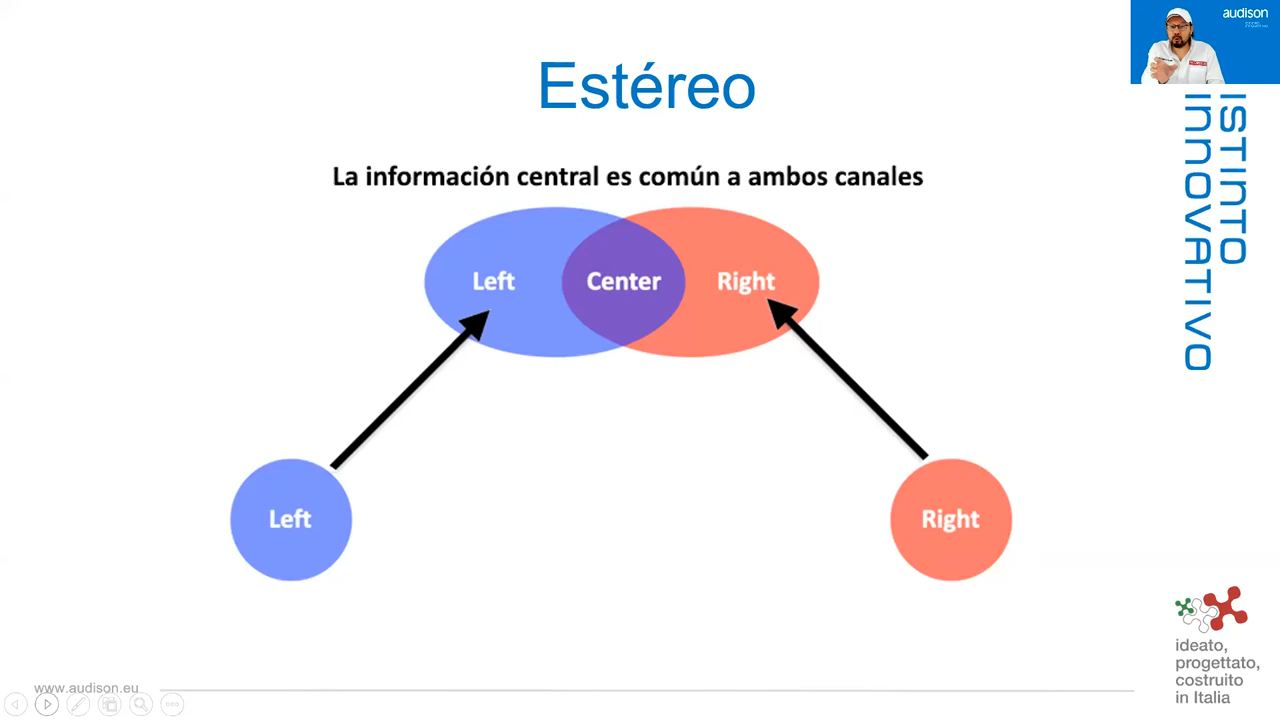 audison
Estéreo
La información central es común a ambos canales
Left
Center
Right
Left
Right
ISTINTO
INNOVATIVO
ideato,
progettato,
costruito
in Italia
www.audison.eu